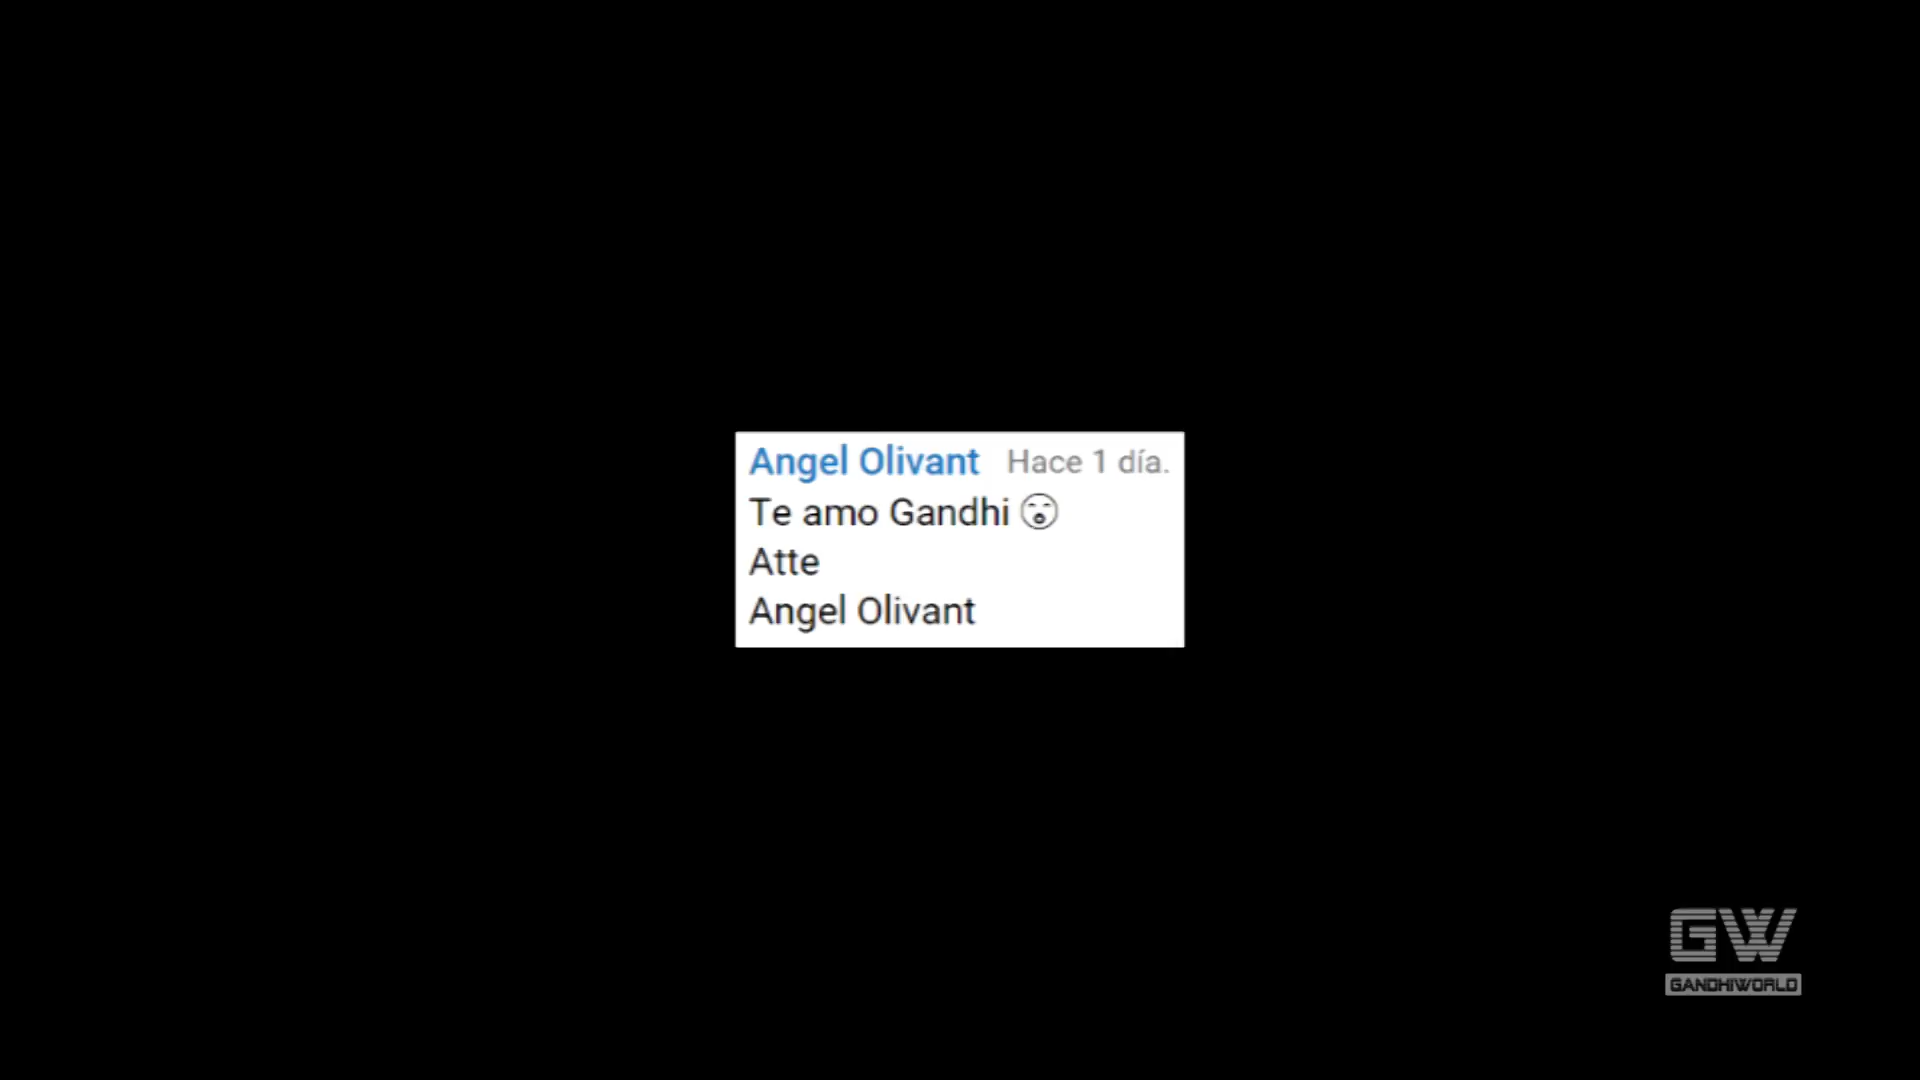 Angel Olivant Hace 1 día.
Te amo Gandhi 😗
Atte
Angel Olivant
GW
GANDHIWORLD